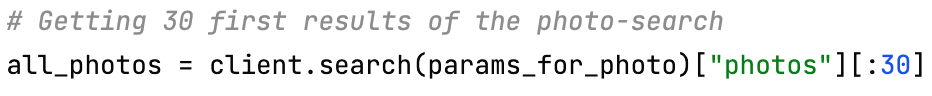 # Getting 30 first results of the photo-search
all_photos = client.search(params_for_photo)["photos"][:30]